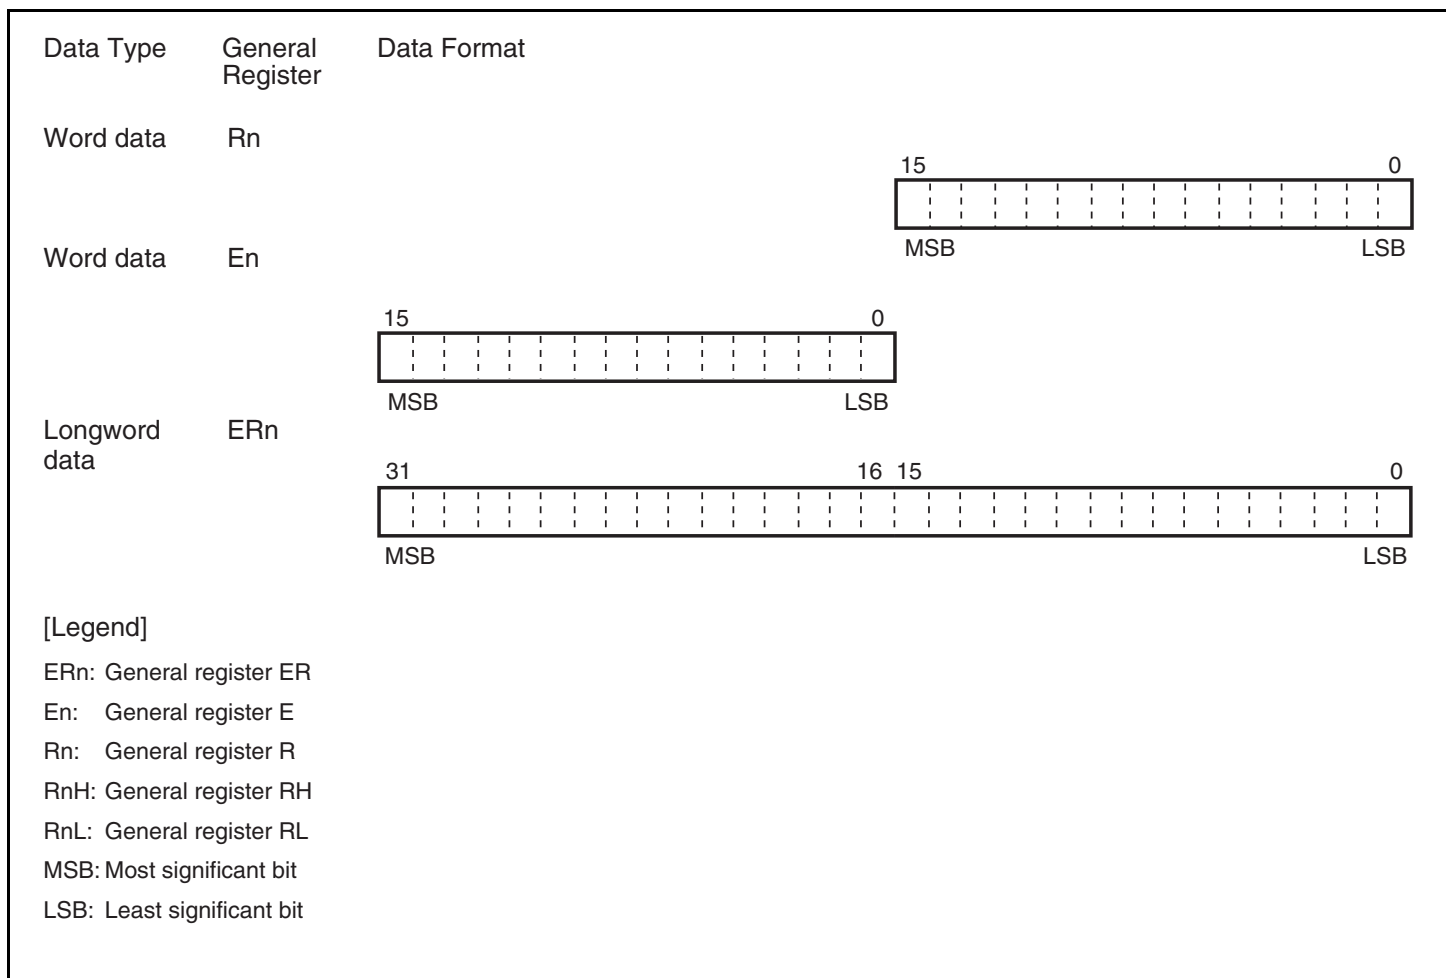 Data Type General Register Data Format
Word data Rn
15 0
MSB LSB
Word data En
15 0
MSB LSB
Longword data ERn
31 16 15 0
MSB LSB
[Legend]
ERn: General register ER
En: General register E
Rn: General register R
RnH: General register RH
RnL: General register RL
MSB: Most significant bit
LSB: Least significant bit